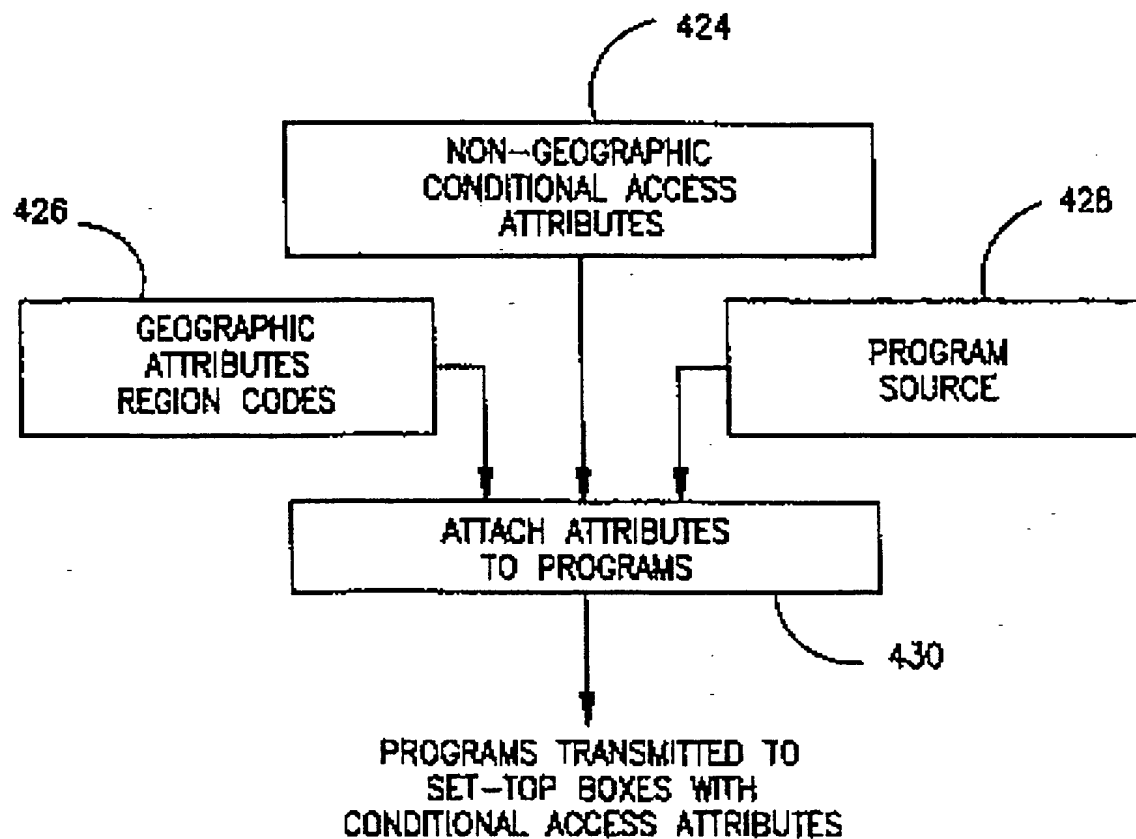 424
NON-GEOGRAPHIC
CONDITIONAL ACCESS
ATTRIBUTES
426
GEOGRAPHIC
ATTRIBUTES
REGION CODES
428
PROGRAM
SOURCE
ATTACH ATTRIBUTES
TO PROGRAMS
430
PROGRAMS TRANSMITTED TO
SET-TOP BOXES WITH
CONDITIONAL ACCESS ATTRIBUTES